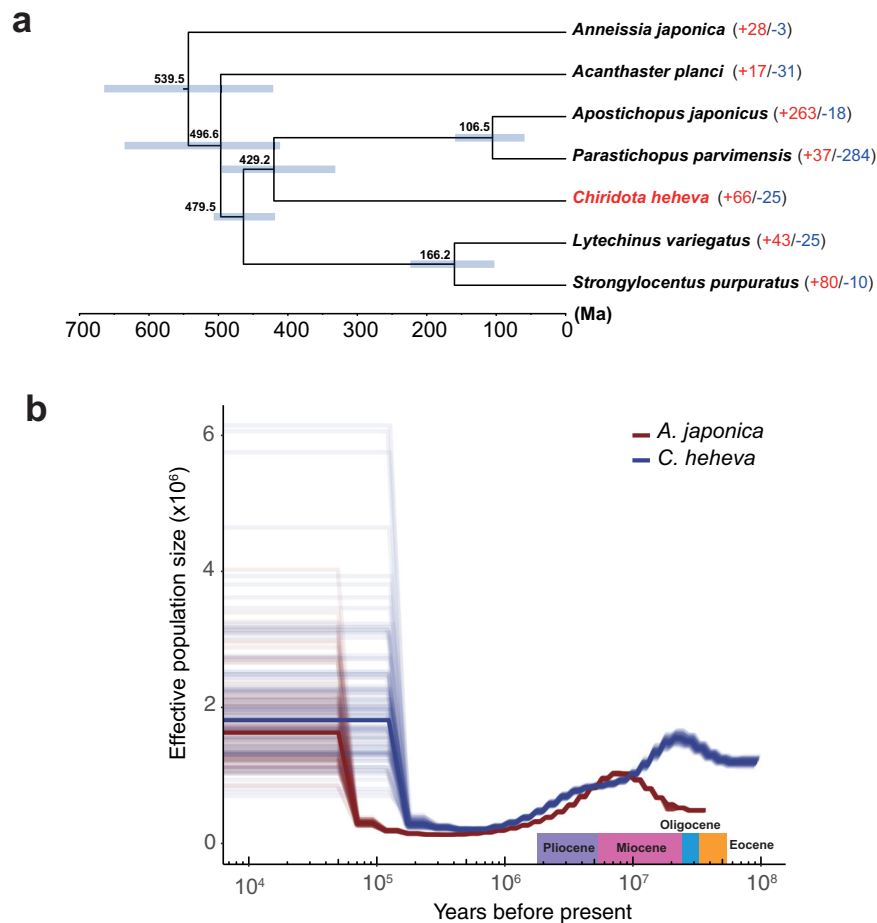 a
Anneissia japonica (+28/-3)
539.5
Acanthaster planci (+17/-31)
496.6
Apostichopus japonicus (+263/-18)
106.5
Parastichopus parvimensis (+37/-284)
429.2
Chiridota heheva (+66/-25)
479.5
Lytechinus variegatus (+43/-25)
166.2
Strongylocentus purpuratus (+80/-10)
700 600 500 400 300 200 100 0 (Ma)
b
Effective population size (x10⁶)
6
4
2
0
A. japonica
C. heheva
Oligocene
Pliocene Miocene Eocene
10⁴ 10⁵ 10⁶ 10⁷ 10⁸
Years before present